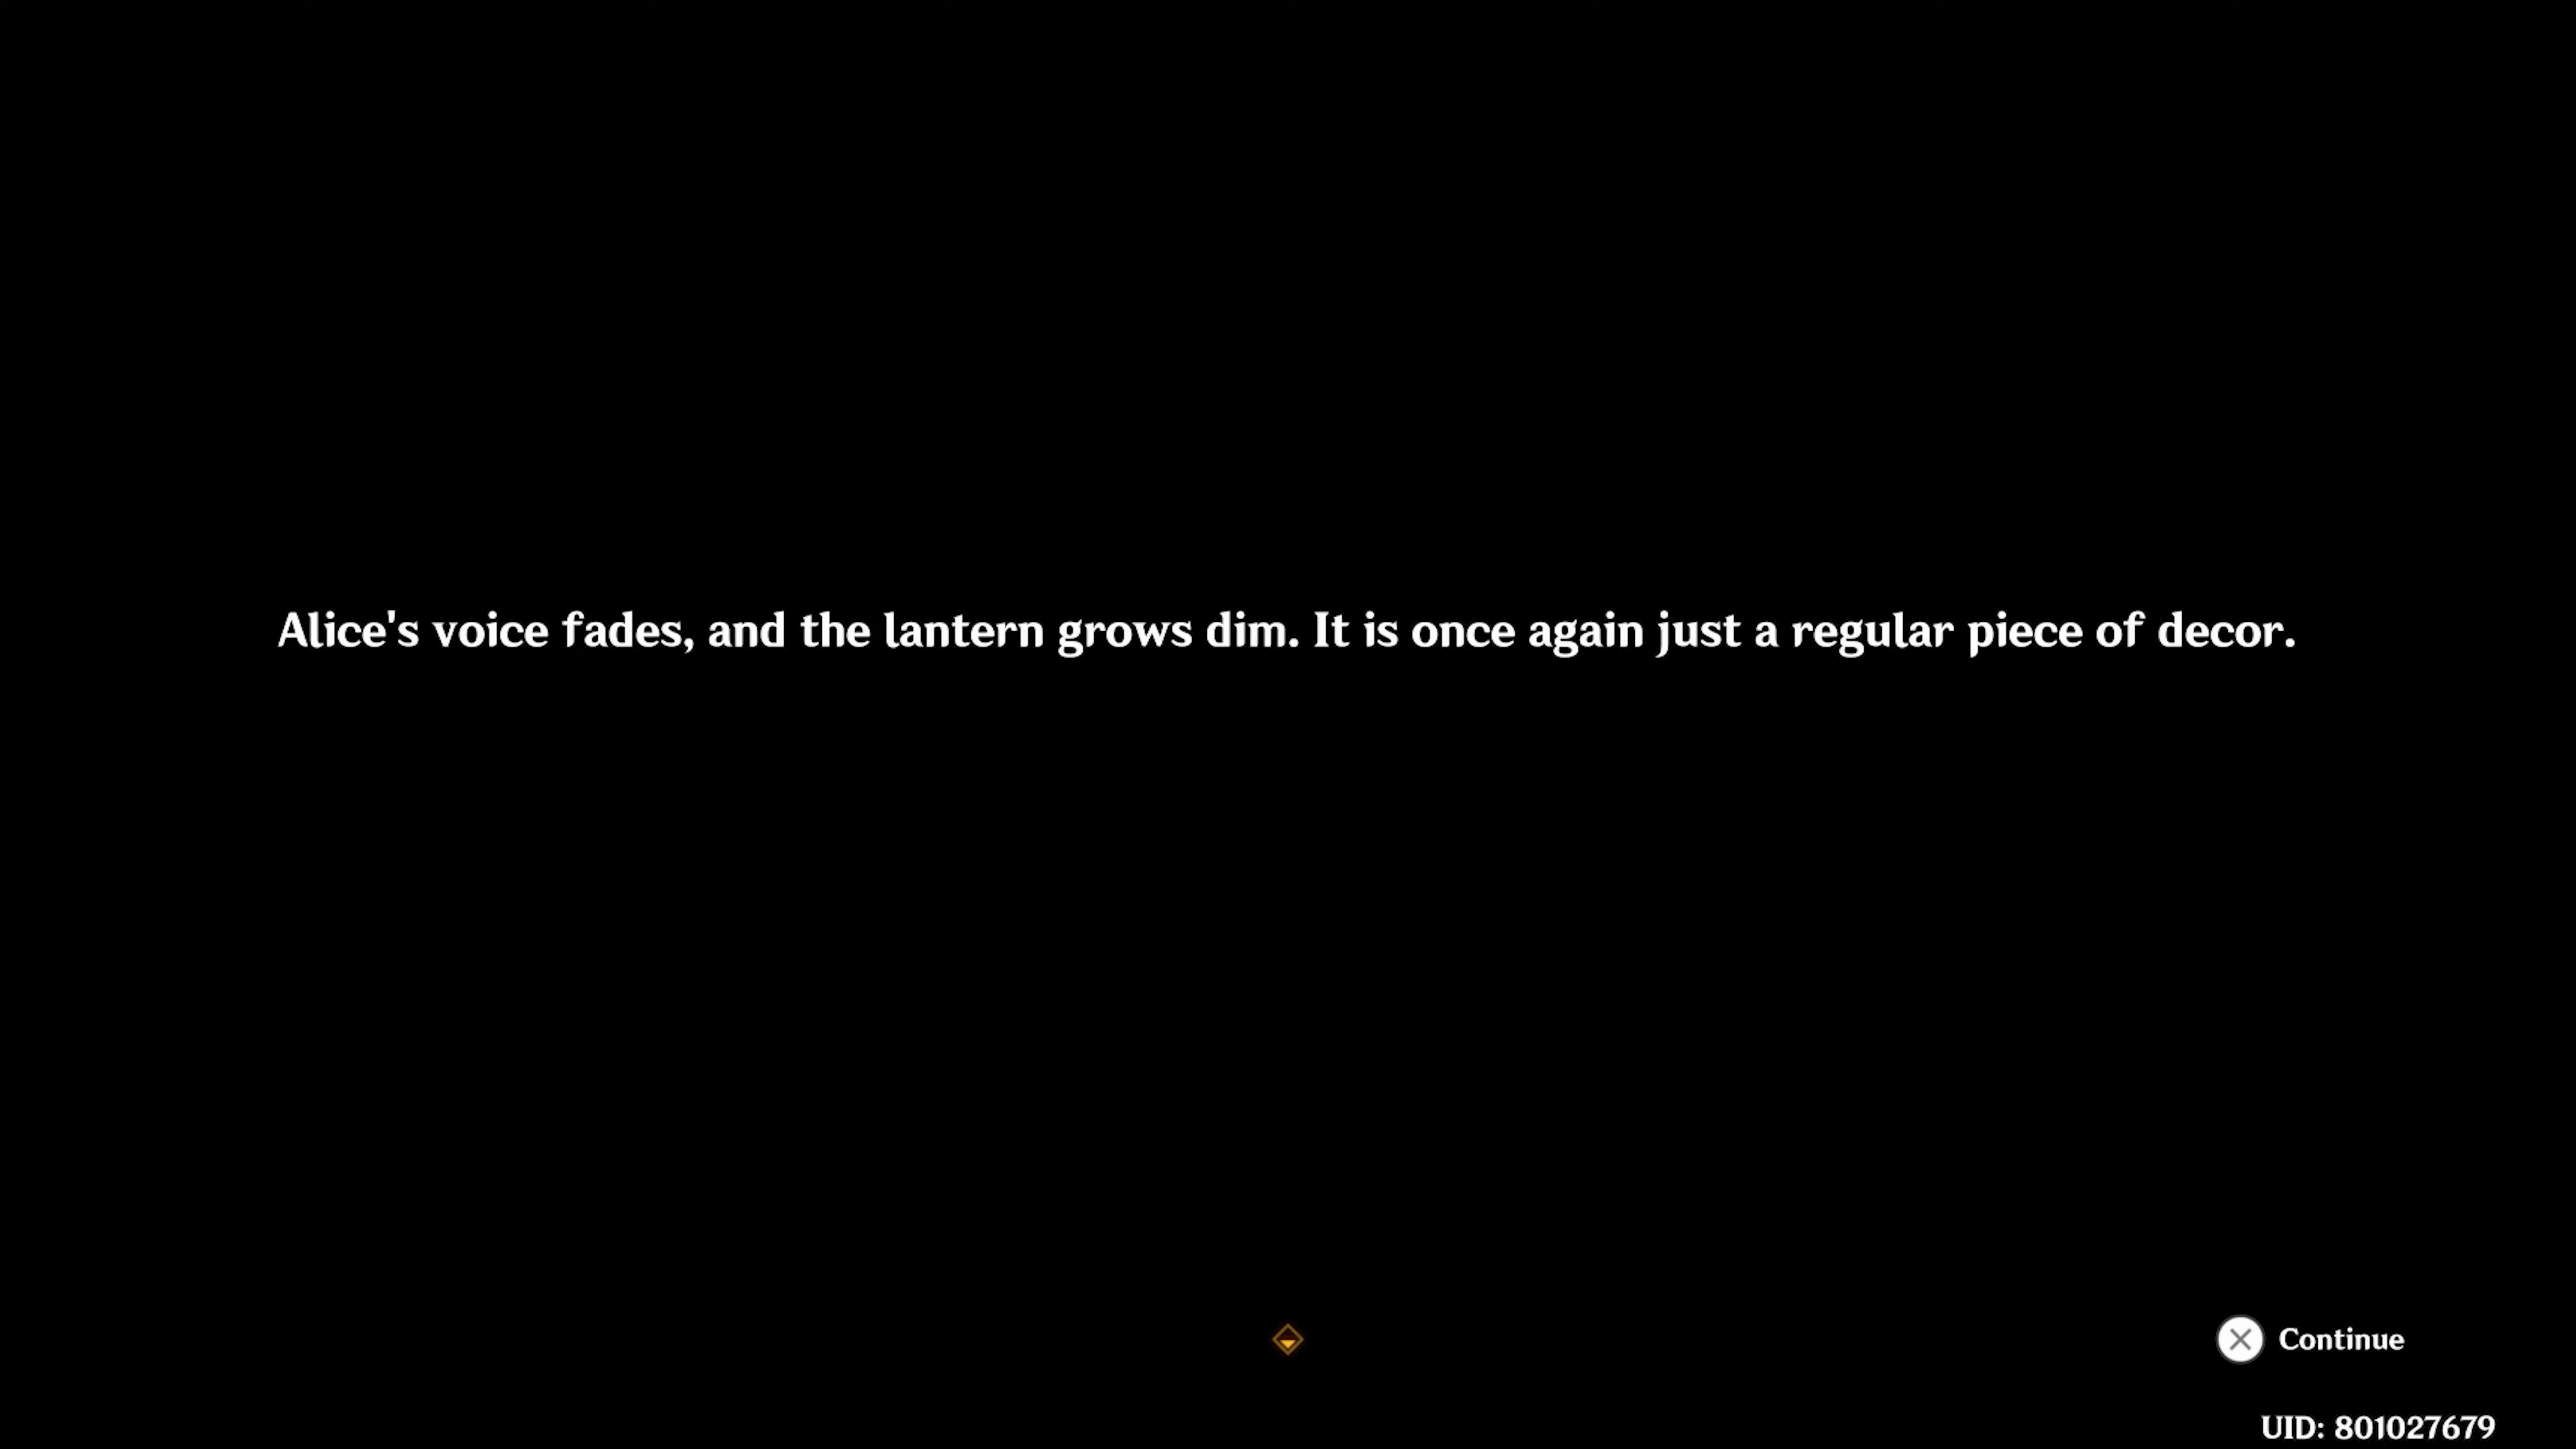 Alice's voice fades, and the lantern grows dim. It is once again just a regular piece of decor.
Continue
UID: 801027679